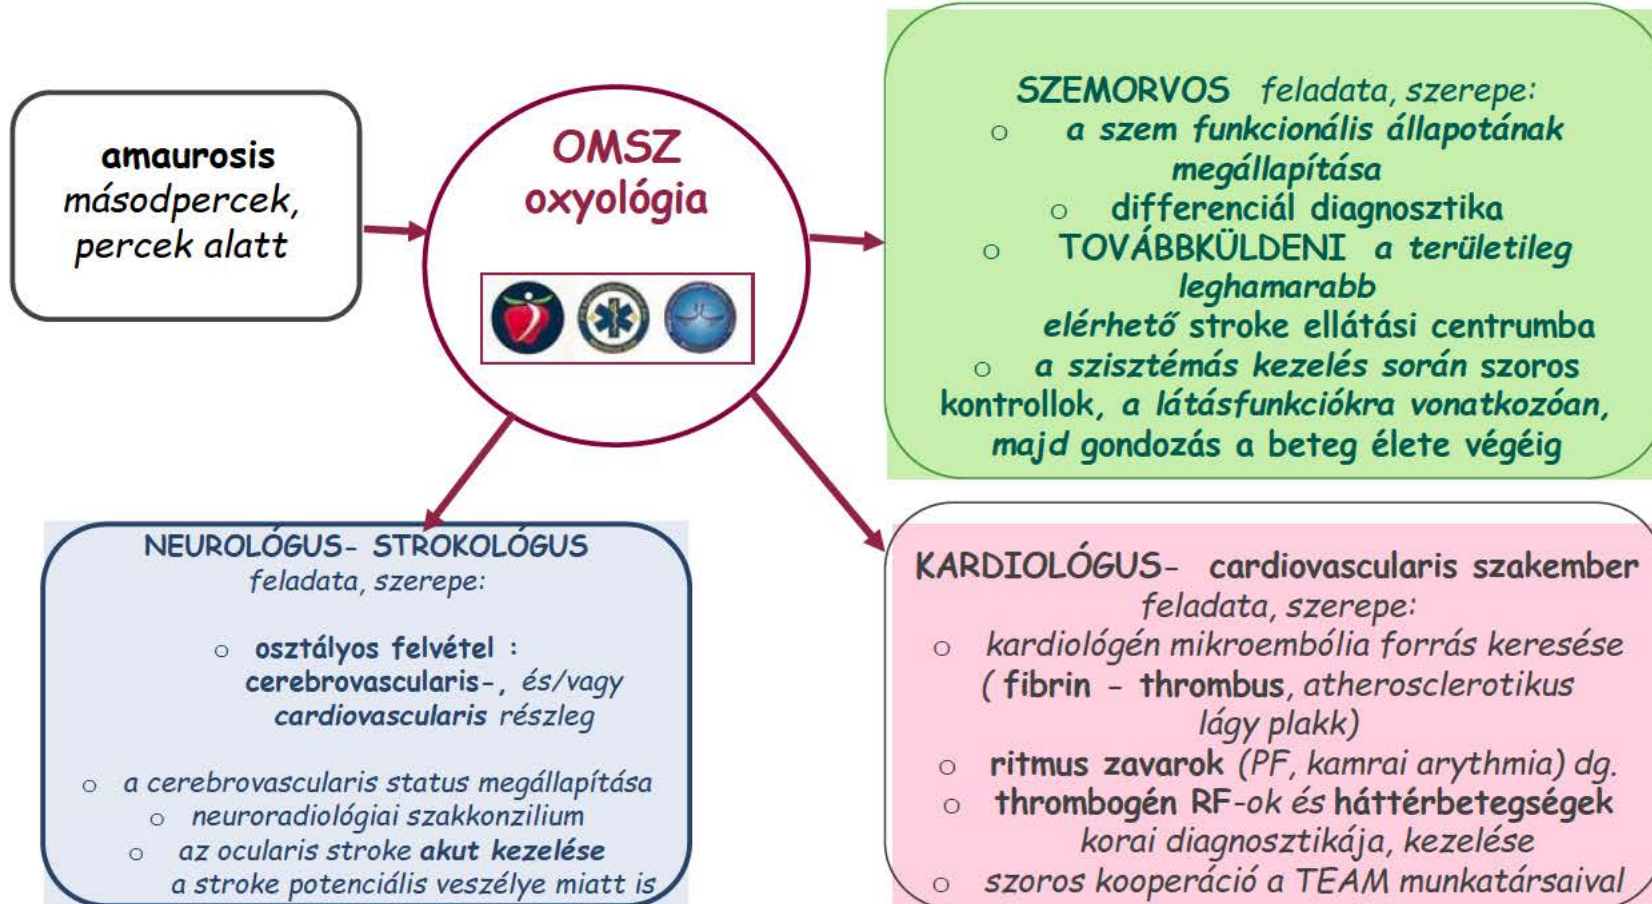 amaurosis
másodpercek,
percek alatt
OMSZ
oxyológia
SZEMORVOS feladata, szerepe:
o a szem funkcionális állapotának
megállapítása
o differenciál diagnosztika
o TOVÁBBKÜLDENI a területileg
leghamarabb
elérhető stroke ellátási centrumba
o a szisztémás kezelés során szoros
kontrollok, a látásfunkciókra vonatkozóan,
majd gondozás a beteg élete végéig
NEUROLÓGUS- STROKOLÓGUS
feladata, szerepe:
o osztályos felvétel :
cerebrovascularis-, és/vagy
cardiovascularis részleg
o a cerebrovascularis status megállapítása
o neuroradiológiai szakkonzilium
o az ocularis stroke akut kezelése
a stroke potenciális veszélye miatt is
KARDIOLÓGUS- cardiovascularis szakember
feladata, szerepe:
o kardiológén mikroembólia forrás keresése
( fibrin - thrombus, atherosclerotikus
lágy plakk)
o ritmus zavarok (PF, kamrai arythmia) dg.
o thrombogén RF-ok és háttérbetegségek
korai diagnosztikája, kezelése
o szoros kooperáció a TEAM munkatársaival